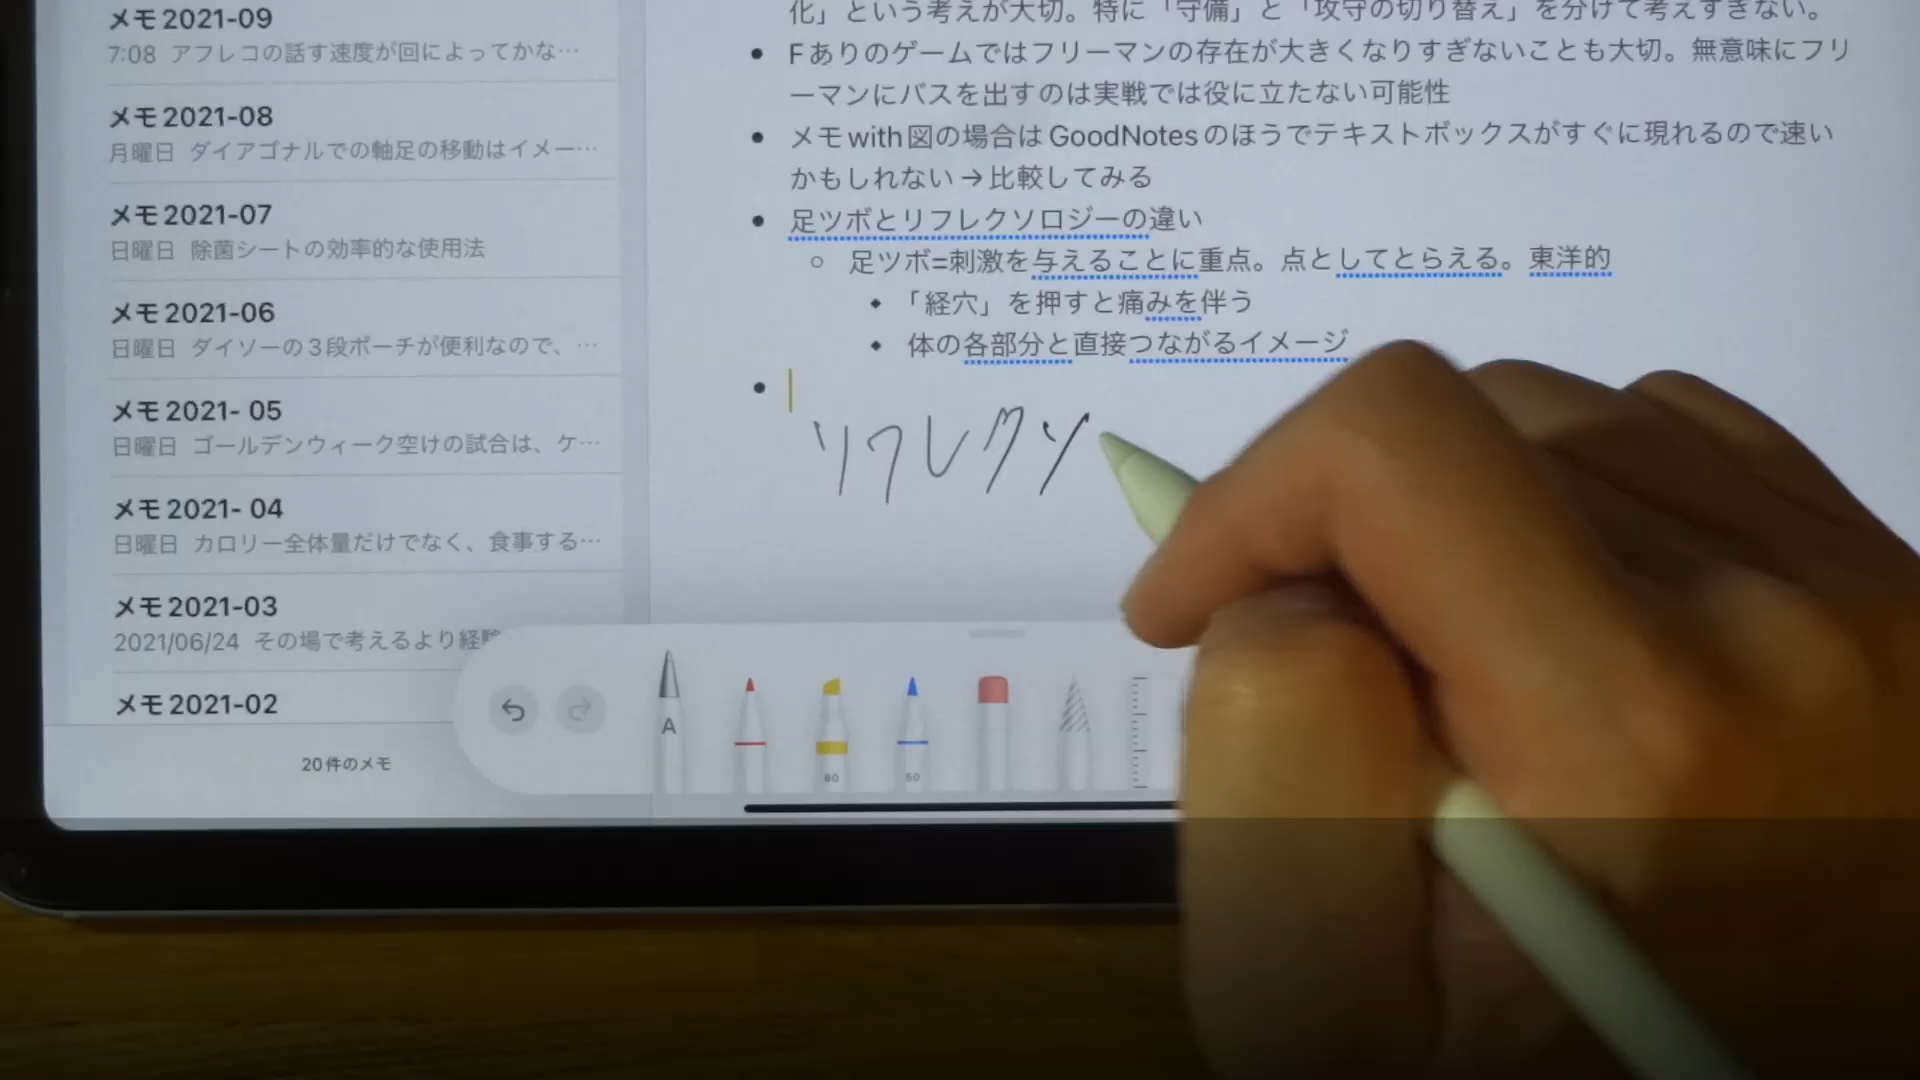 メモ2021-09
7:08 アフレコの話す速度が回によってかな…
メモ2021-08
月曜日 ダイアゴナルでの軸足の移動はイメー…
メモ2021-07
日曜日 除菌シートの効率的な使用法
メモ2021-06
日曜日 ダイソーの3段ポーチが便利なので、…
メモ2021- 05
日曜日 ゴールデンウィーク空けの試合は、ケ…
メモ2021- 04
日曜日 カロリー全体量だけでなく、食事する…
メモ2021-03
2021/06/24 その場で考えるより経験
メモ2021-02
20件のメモ
化」という考えが大切。特に「守備」と「攻守の切り替え」を分けて考えすぎない。
• Fありのゲームではフリーマンの存在が大きくなりすぎないことも大切。無意味にフリ
ーマンにバスを出すのは実戦では役に立たない可能性
• メモwith図の場合はGoodNotesのほうでテキストボックスがすぐに現れるので速い
かもしれない→比較してみる
• 足ツボとリフレクソロジーの違い
○ 足ツボ=刺激を与えることに重点。点としてとらえる。東洋的
◆ 「経穴」を押すと痛みを伴う
◆ 体の各部分と直接つながるイメージ
リフレクソ
A
80
50